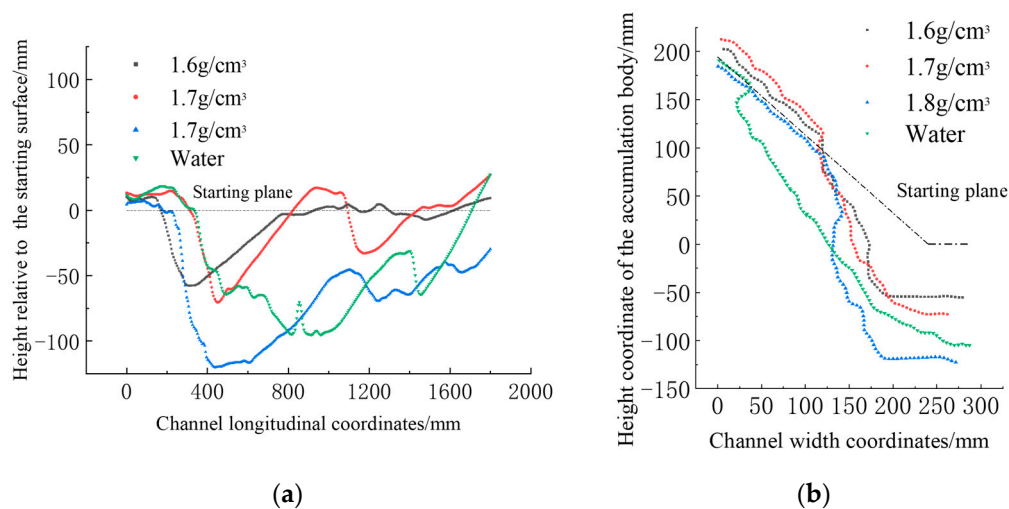 Height relative to the starting surface/mm
100
50
0
−50
−100
1.6g/cm³
1.7g/cm³
1.7g/cm³
Water
Starting plane
0
400
800
1200
1600
2000
Channel longitudinal coordinates/mm
(a)
Height coordinate of the accumulation body/mm
200
150
100
50
0
−50
−100
−150
1.6g/cm³
1.7g/cm³
1.8g/cm³
Water
Starting plane
0
50
100
150
200
250
300
Channel width coordinates/mm
(b)